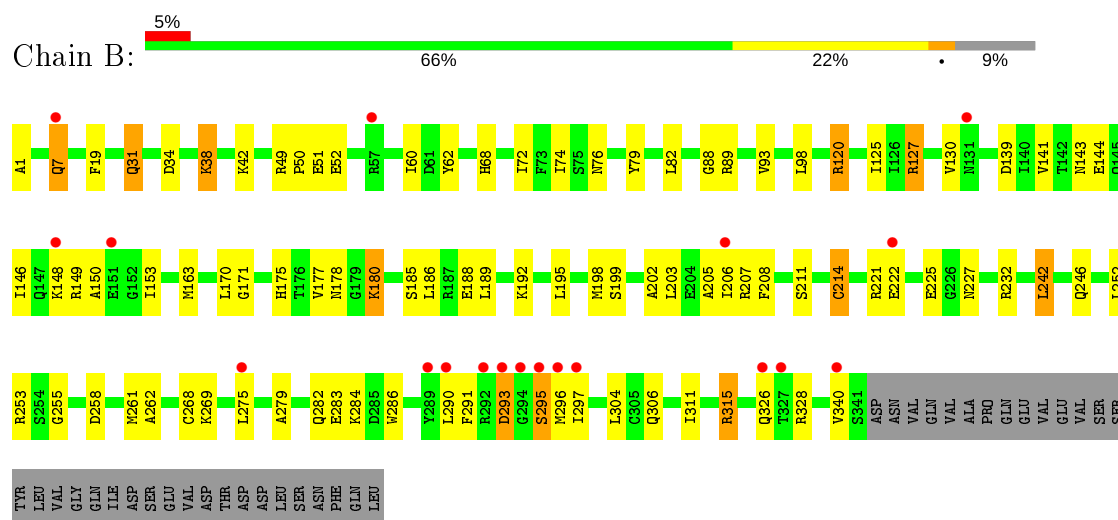 5%
Chain B:
66% 22% • 9%
A1 Q7 F19 Q31 D34 K38 K42 R49 P50 E51 E52 R57 I60 D61 Y62 H68 I72 F73 I74 S75 N76 Y79 L82 G88 R89 V93 L98 R120 I125 I126 R127 V130 N131 D139 I140 V141 T142 N143 E144 Q145
I146 Q147 K148 R149 A150 E151 G152 I153 M163 L170 G171 H175 T176 V177 N178 G179 K180 S185 L186 R187 E188 L189 K192 L195 M198 S199 A202 L203 E204 A205 I206 R207 F208 S211 C214 R221 E222 E225 G226 N227 R232 L242 Q246 L252
R253 S254 G255 D258 M261 A262 C268 K269 L275 A279 Q282 E283 K284 D285 W286 Y289 L290 F291 R292 D293 G294 S295 M296 I297 L304 C305 Q306 I311 R315 Q326 T327 R328 V340 S341 ASP ASN VAL GLN VAL ALA PRO GLN GLU VAL GLU VAL SER SER
TYR LEU VAL GLY GLN ILE ASP SER GLU VAL ASP THR ASP ASP LEU SER ASN PHE GLN LEU